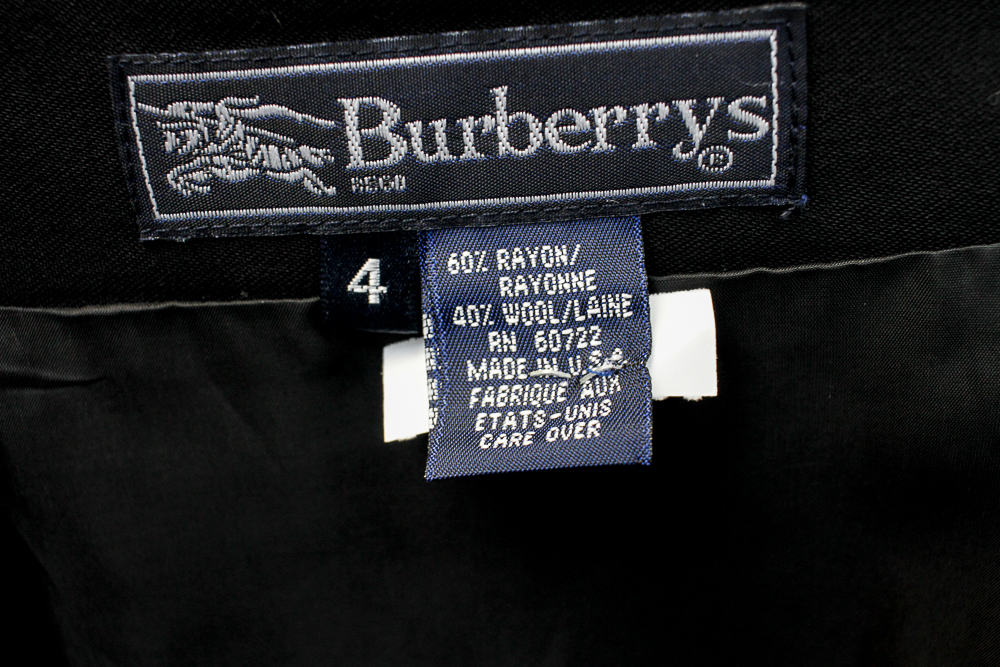 Burberrys
REGD
®
4
60% RAYON/
RAYONNE
40% WOOL/LAINE
RN 60722
MADE IN U.S.A
FABRIQUE AUX
ETATS-UNIS
CARE OVER